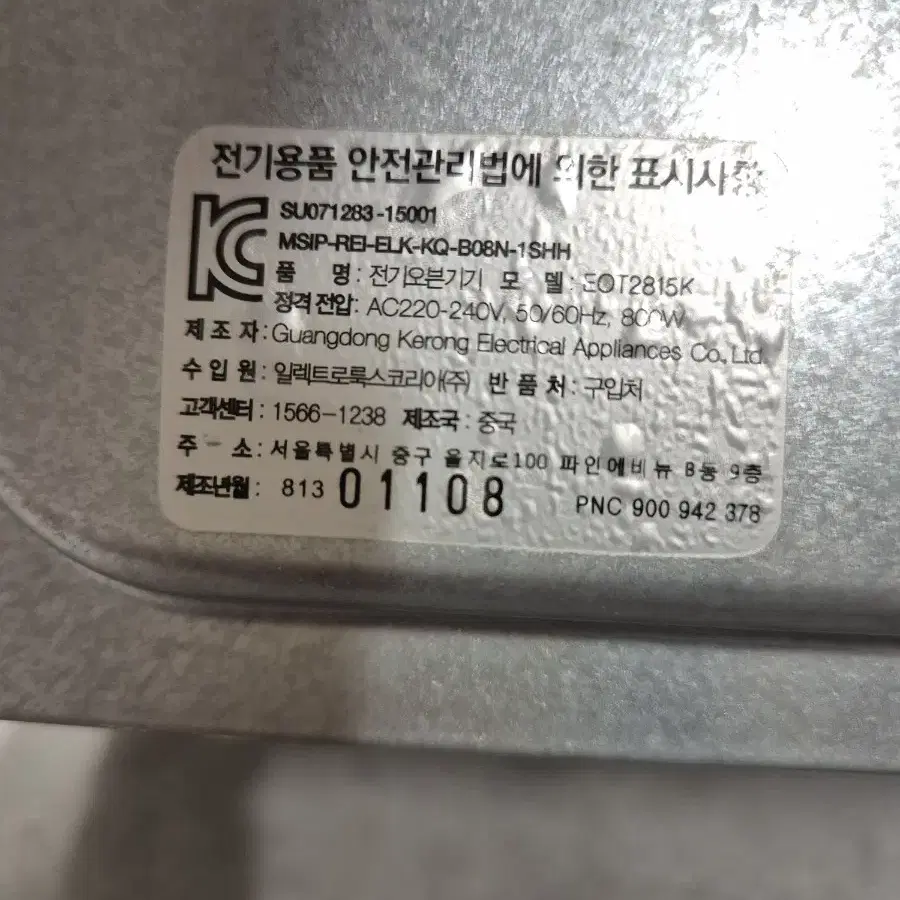 전기용품 안전관리법에 의한 표시사항
KC
SU071283-15001
MSIP-REI-ELK-KQ-B08N-1SHH
품 명 : 전기오븐기기 모 델 : EOT2815K
정격 전압 : AC220-240V, 50/60Hz, 800W
제 조 자 : Guangdong Kerong Electrical Appliances Co., Ltd.
수 입 원 : 일렉트로룩스코리아(주) 반 품 처 : 구입처
고객센터 : 1566-1238 제조국 : 중국
주 소 : 서울특별시 중구 을지로100 파인에비뉴 B동 9층
제조년월 : 813 01108 PNC 900 942 378